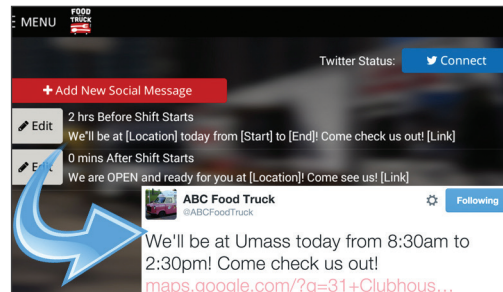 MENU
FOOD
TRUCK
Twitter Status:
Connect
+ Add New Social Message
Edit
2 hrs Before Shift Starts
We'll be at [Location] today from [Start] to [End]! Come check us out! [Link]
Edit
0 mins After Shift Starts
We are OPEN and ready for you at [Location]! Come see us! [Link]
ABC Food Truck
@ABCFoodTruck
Following
We'll be at Umass today from 8:30am to
2:30pm! Come check us out!
maps.google.com/?q=31+Clubhous...